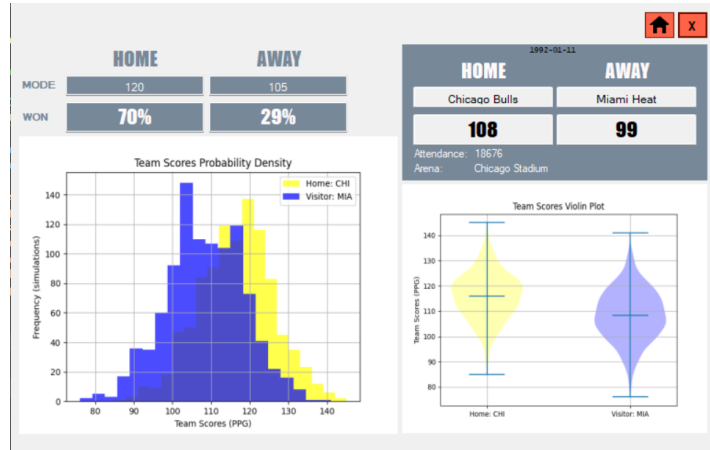 X
HOME AWAY
MODE 120 105
WON 70% 29%
1992-01-11
HOME AWAY
Chicago Bulls Miami Heat
108 99
Attendance: 18676
Arena: Chicago Stadium
Team Scores Probability Density
Home: CHI
Visitor: MIA
Frequency (simulations)
140
120
100
80
60
40
20
0
80 90 100 110 120 130 140
Team Scores (PPG)
Team Scores Violin Plot
Team Scores (PPG)
140
130
120
110
100
90
80
Home: CHI Visitor: MIA